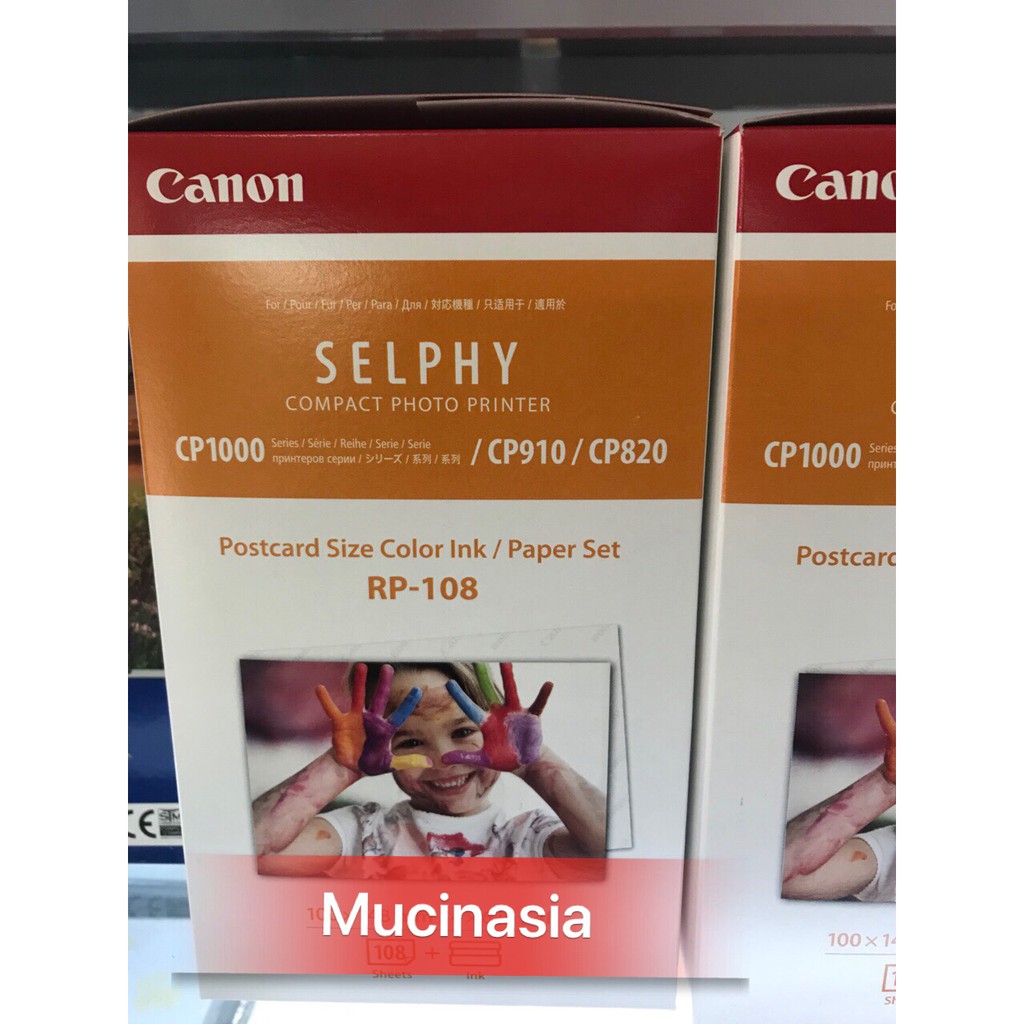 Canon
For / Pour / Für / Per / Para / Для / 対応機種 / 只适用于 / 適用於
SELPHY
COMPACT PHOTO PRINTER
CP1000 Series / Série / Reihe / Serie / Serie
принтеров серии / シリーズ / 系列 / 系列 / CP910 / CP820
Postcard Size Color Ink / Paper Set
RP-108
Mucinasia
108 +
Sheets Ink
CE
Canon
CP1000 Series
Postcard
100 × 14